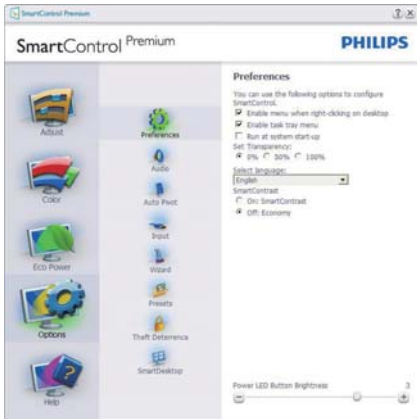 SmartControl Premium
SmartControl Premium
PHILIPS
Adjust
Color
Eco Power
Options
Help
Preferences
Audio
Auto Pivot
Input
Wizard
Presets
Theft Deterrence
SmartDesktop
Preferences
You can use the following options to configure
SmartControl.
Enable menu when right-clicking on desktop
Enable task tray menu
Run at system start-up
Set Transparency:
0% 50% 100%
Select language:
English
SmartContrast
On: SmartContrast
Off: Economy
Power LED Button Brightness 3